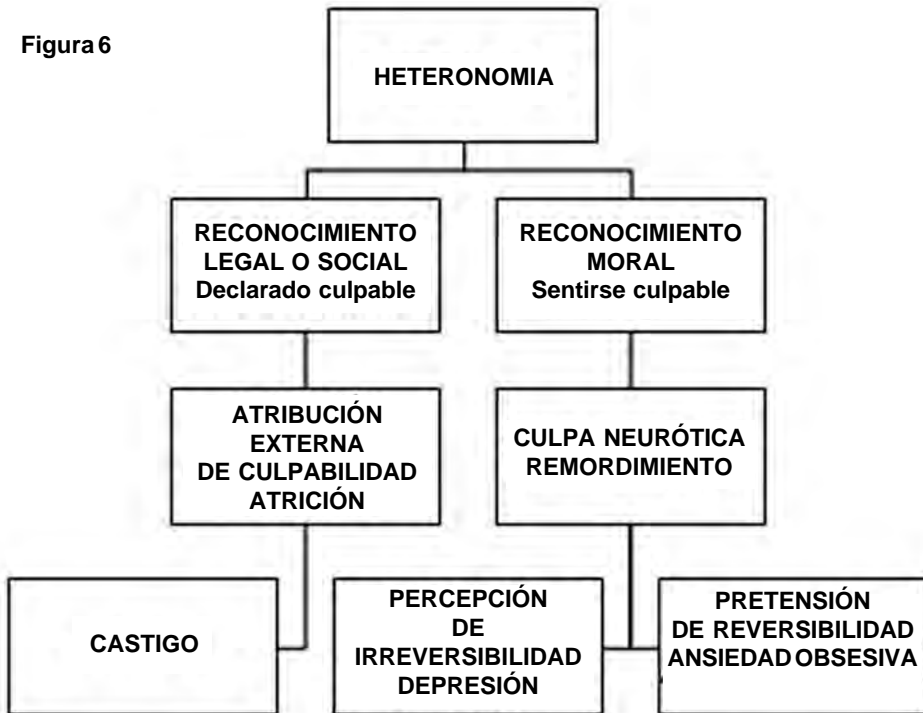 Figura 6
HETERONOMIA
RECONOCIMIENTO
LEGAL O SOCIAL
Declarado culpable
RECONOCIMIENTO
MORAL
Sentirse culpable
ATRIBUCIÓN
EXTERNA
DE CULPABILIDAD
ATRICIÓN
CULPA NEURÓTICA
REMORDIMIENTO
CASTIGO
PERCEPCIÓN
DE
IRREVERSIBILIDAD
DEPRESIÓN
PRETENSIÓN
DE REVERSIBILIDAD
ANSIEDAD OBSESIVA